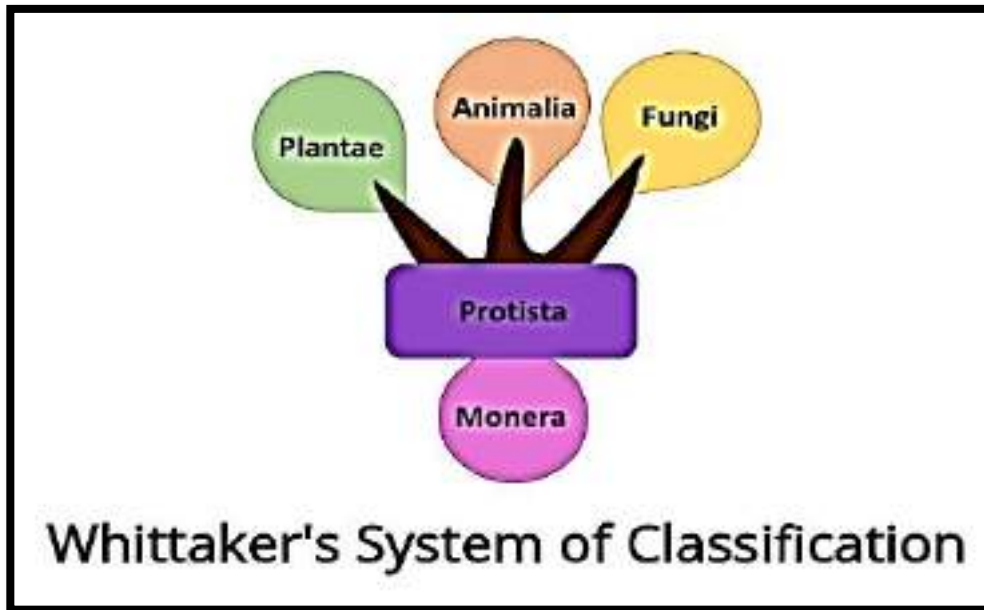 Plantae
Animalia
Fungi
Protista
Monera
Whittaker's System of Classification